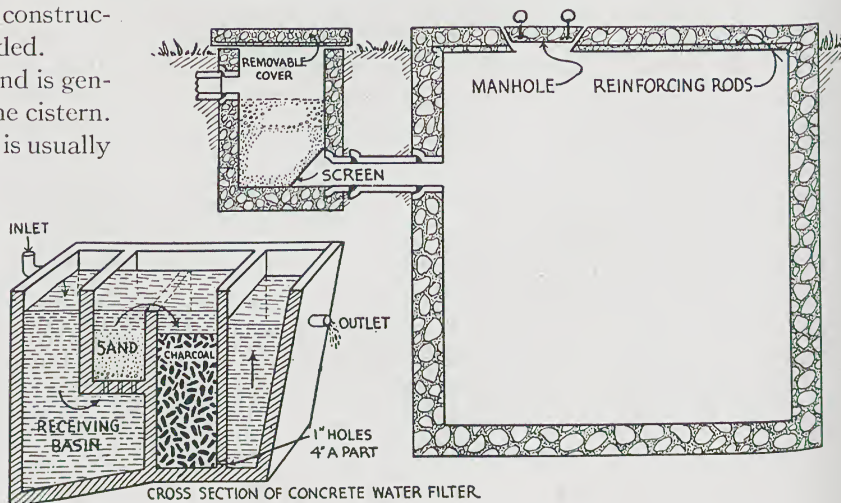 construc-
ded.
nd is gen-
ne cistern.
is usually
REMOVABLE
COVER
MANHOLE
REINFORCING RODS
SCREEN
INLET
OUTLET
SAND
CHARCOAL
RECEIVING
BASIN
1" HOLES
4" A PART
CROSS SECTION OF CONCRETE WATER FILTER